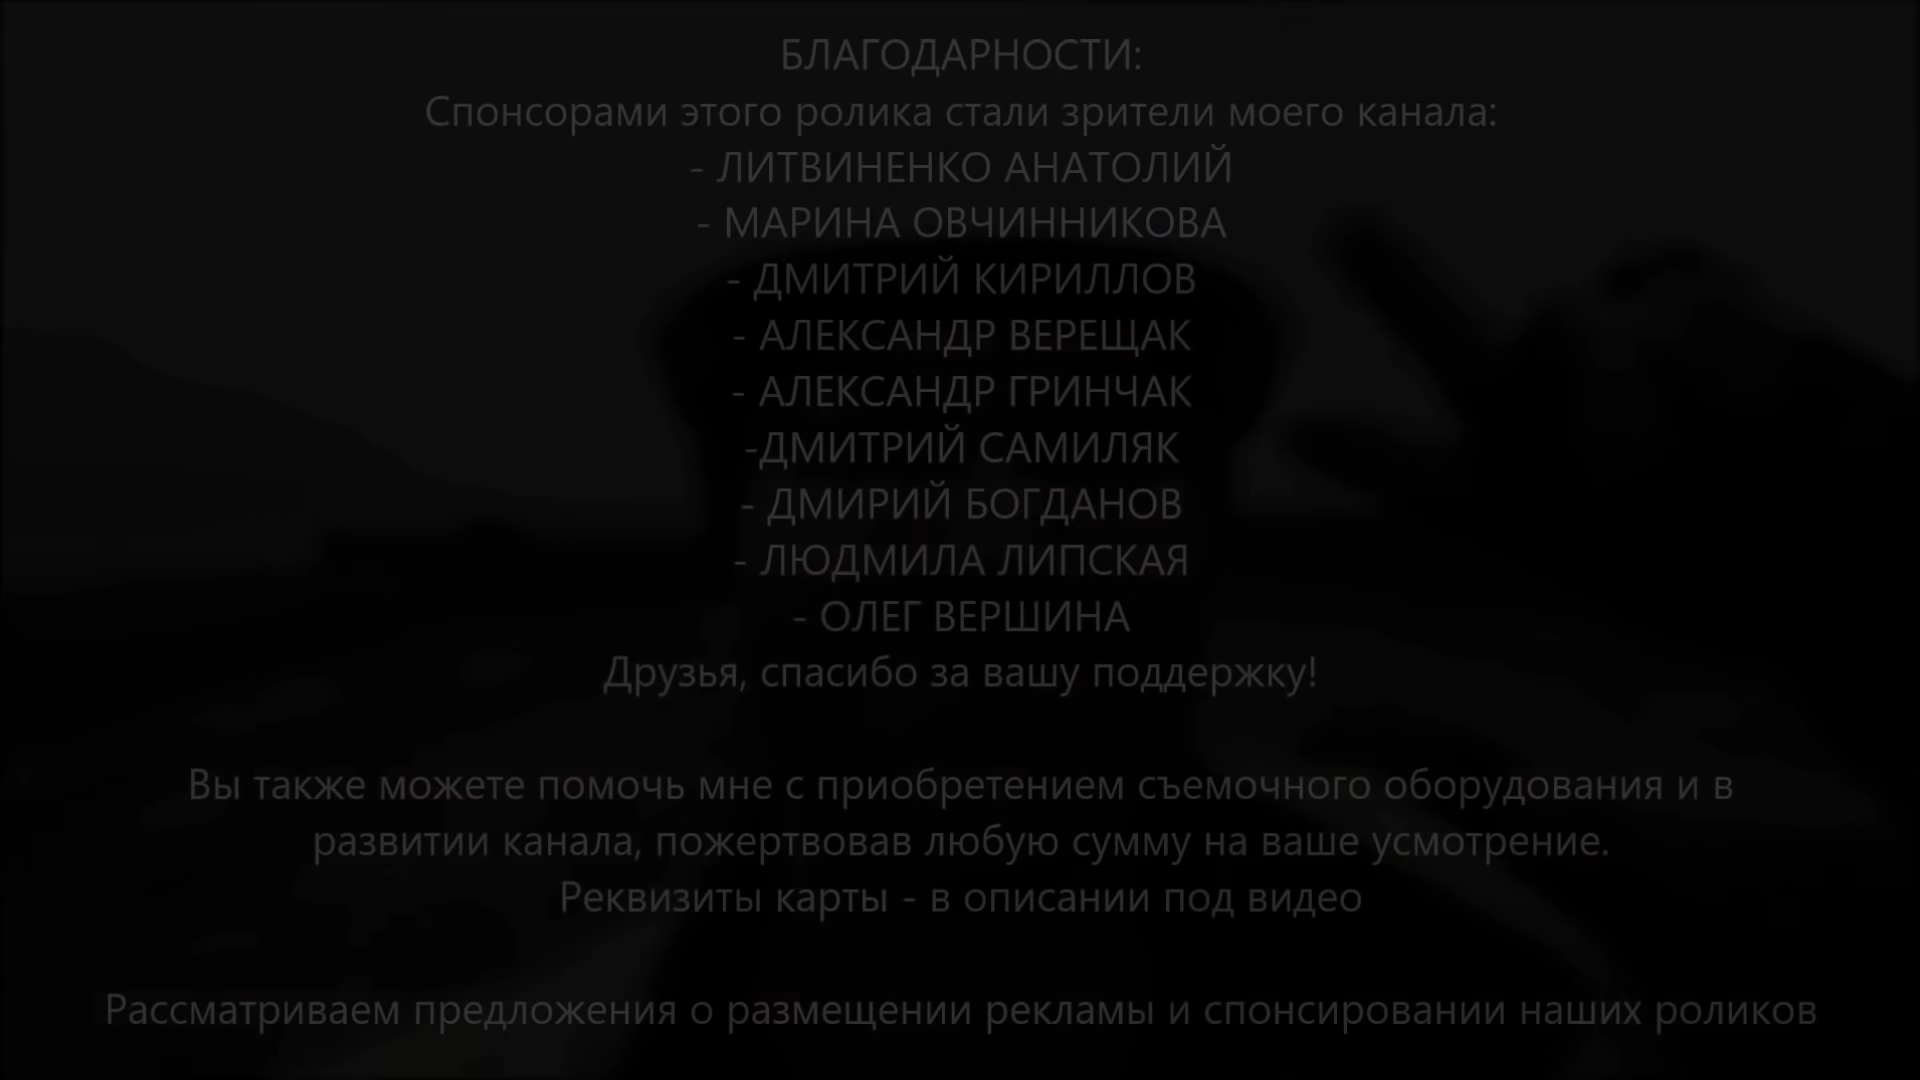 БЛАГОДАРНОСТИ:
Спонсорами этого ролика стали зрители моего канала:
- ЛИТВИНЕНКО АНАТОЛИЙ
- МАРИНА ОВЧИННИКОВА
- ДМИТРИЙ КИРИЛЛОВ
- АЛЕКСАНДР ВЕРЕЩАК
- АЛЕКСАНДР ГРИНЧАК
-ДМИТРИЙ САМИЛЯК
- ДМИРИЙ БОГДАНОВ
- ЛЮДМИЛА ЛИПСКАЯ
- ОЛЕГ ВЕРШИНА
Друзья, спасибо за вашу поддержку!
Вы также можете помочь мне с приобретением съемочного оборудования и в
развитии канала, пожертвовав любую сумму на ваше усмотрение.
Реквизиты карты - в описании под видео
Рассматриваем предложения о размещении рекламы и спонсировании наших роликов